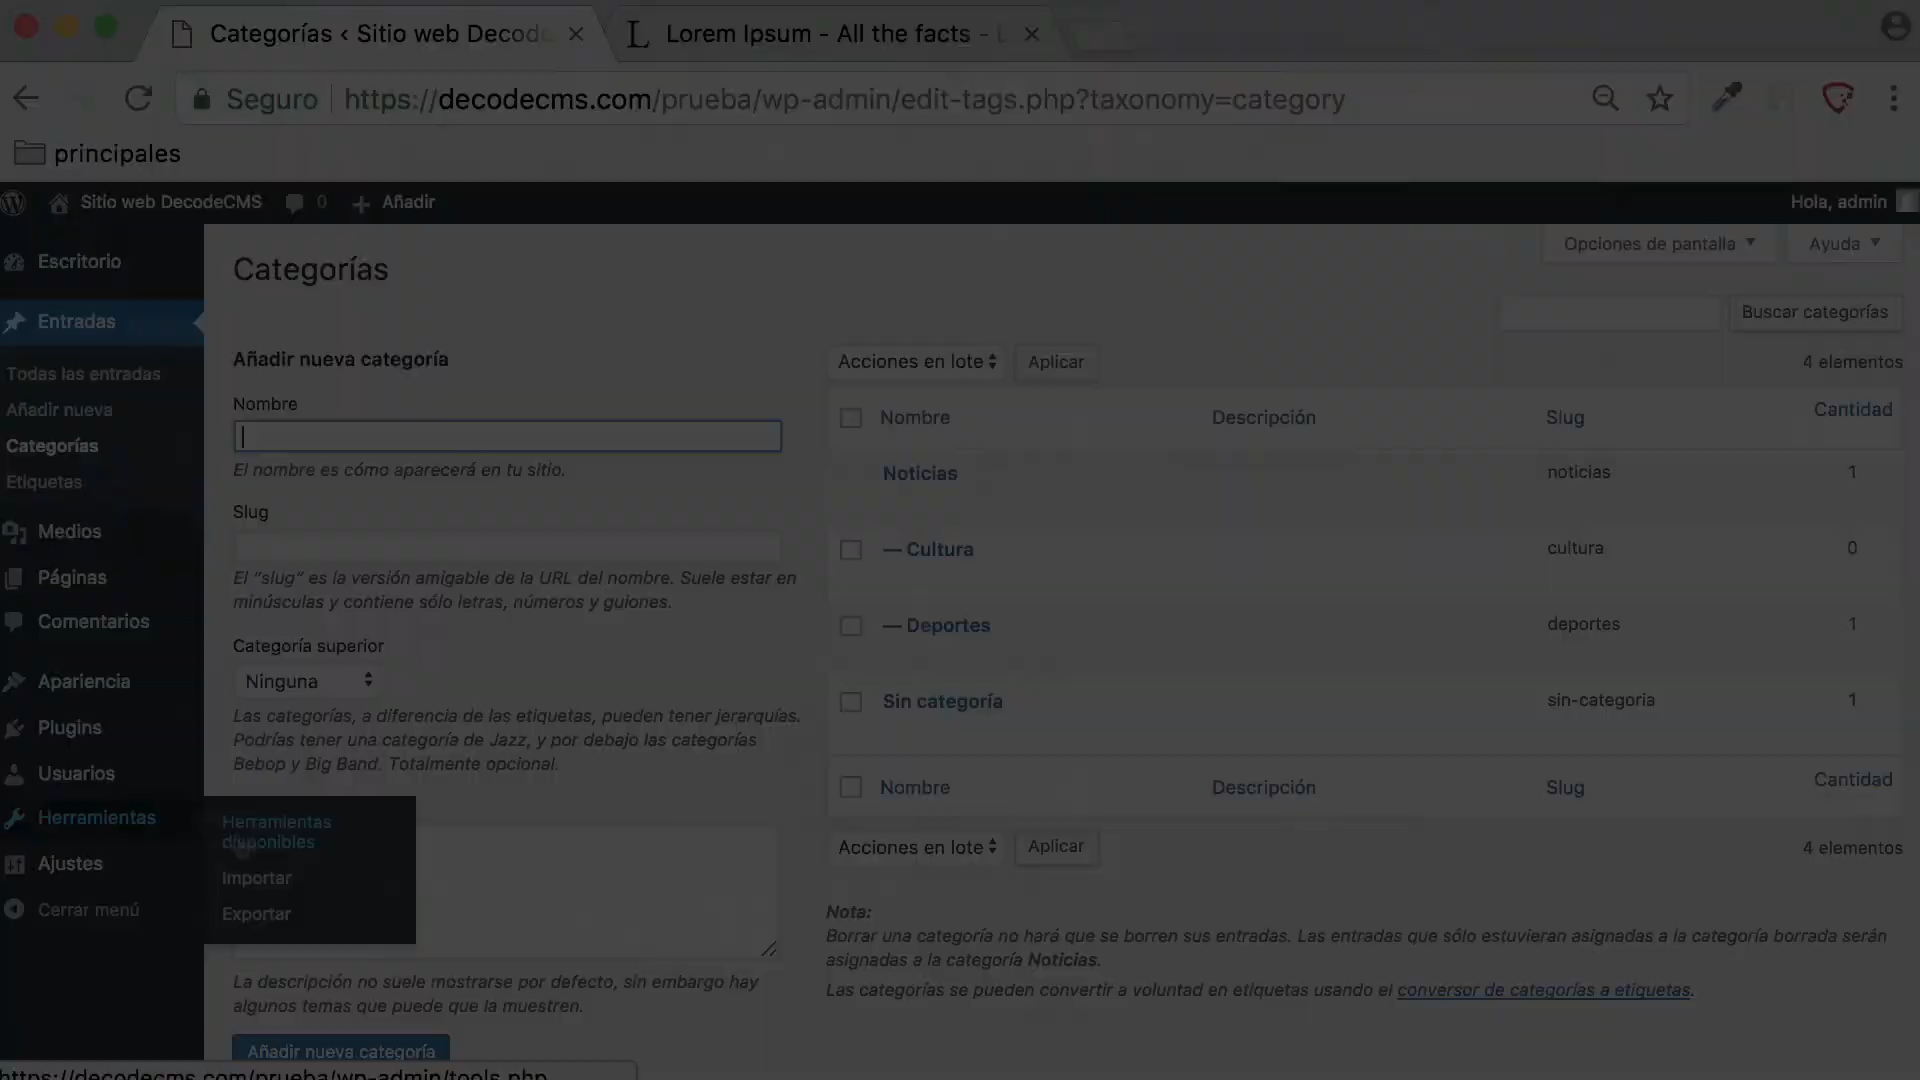 Categorías ‹ Sitio web Decode
Lorem Ipsum - All the facts -
Seguro
https://decodecms.com/prueba/wp-admin/edit-tags.php?taxonomy=category
principales
Sitio web DecodeCMS
0
Añadir
Hola, admin
Escritorio
Entradas
Todas las entradas
Añadir nueva
Categorías
Etiquetas
Medios
Páginas
Comentarios
Apariencia
Plugins
Usuarios
Herramientas
Ajustes
Cerrar menú
Herramientas
disponibles
Importar
Exportar
Opciones de pantalla
Ayuda
Categorías
Buscar categorías
Añadir nueva categoría
Nombre
El nombre es cómo aparecerá en tu sitio.
Slug
El “slug” es la versión amigable de la URL del nombre. Suele estar en
minúsculas y contiene sólo letras, números y guiones.
Categoría superior
Ninguna
Las categorías, a diferencia de las etiquetas, pueden tener jerarquías.
Podrías tener una categoría de Jazz, y por debajo las categorías
Bebop y Big Band. Totalmente opcional.
La descripción no suele mostrarse por defecto, sin embargo hay
algunos temas que puede que la muestren.
Añadir nueva categoría
Acciones en lote
Aplicar
4 elementos
Nombre Descripción Slug Cantidad
Noticias noticias 1
— Cultura cultura 0
— Deportes deportes 1
Sin categoría sin-categoria 1
Nombre Descripción Slug Cantidad
Acciones en lote
Aplicar
4 elementos
Nota:
Borrar una categoría no hará que se borren sus entradas. Las entradas que sólo estuvieran asignadas a la categoría borrada serán
asignadas a la categoría Noticias.
Las categorías se pueden convertir a voluntad en etiquetas usando el conversor de categorías a etiquetas.
https://decodecms.com/prueba/wp-admin/tools.php